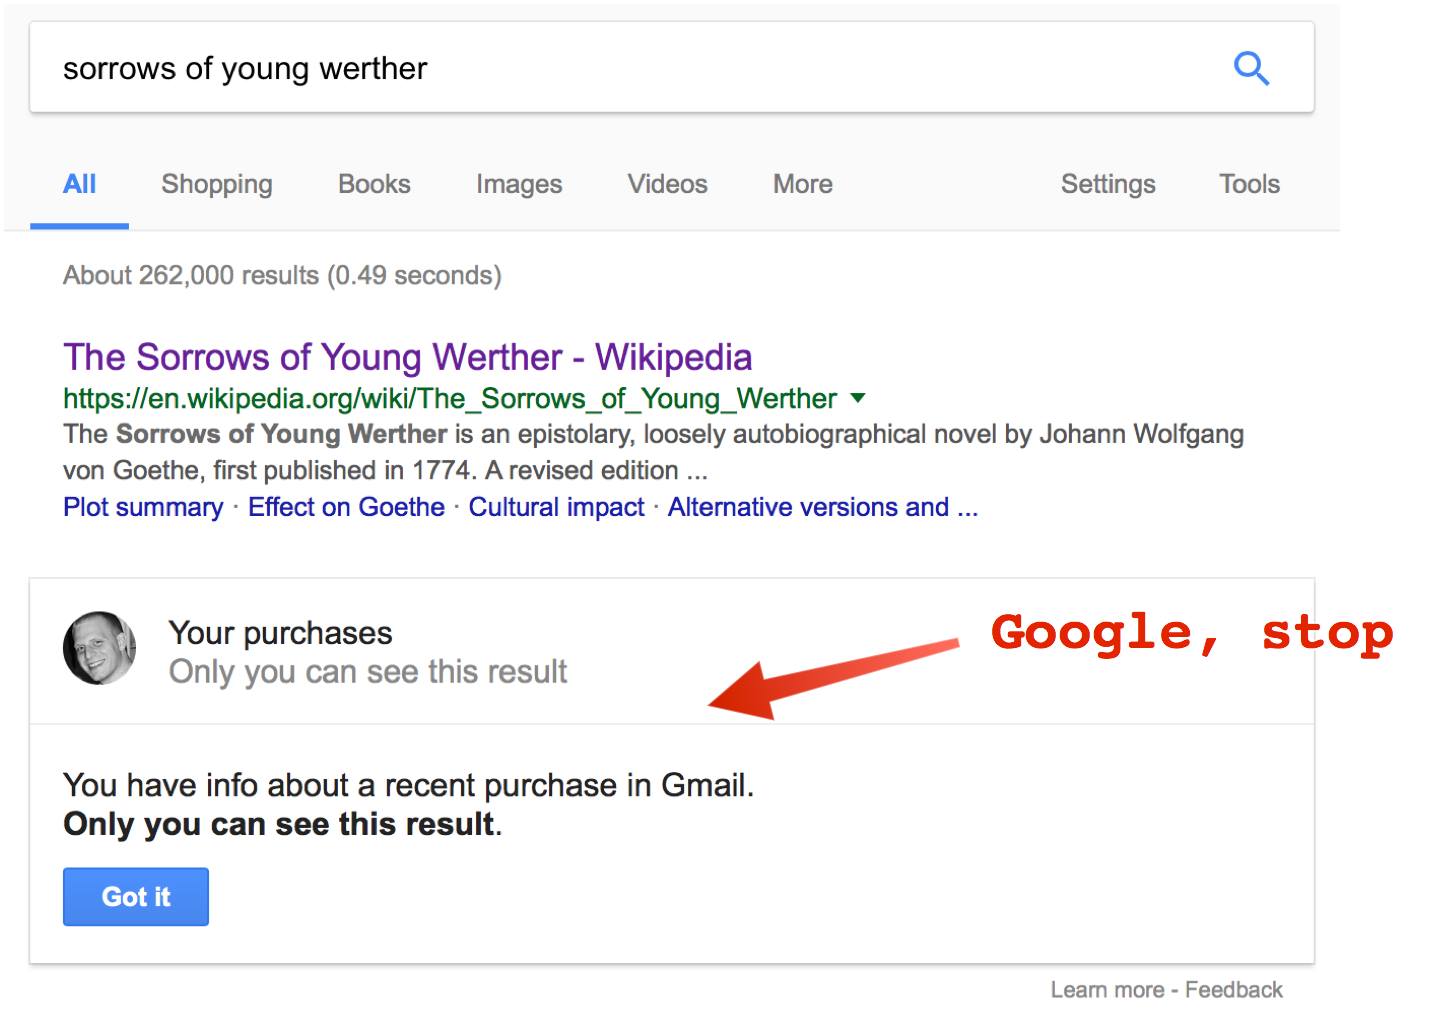 sorrows of young werther
All Shopping Books Images Videos More Settings Tools
About 262,000 results (0.49 seconds)
The Sorrows of Young Werther - Wikipedia
https://en.wikipedia.org/wiki/The_Sorrows_of_Young_Werther
The Sorrows of Young Werther is an epistolary, loosely autobiographical novel by Johann Wolfgang
von Goethe, first published in 1774. A revised edition ...
Plot summary · Effect on Goethe · Cultural impact · Alternative versions and ...
Your purchases
Only you can see this result
Google, stop
You have info about a recent purchase in Gmail.
Only you can see this result.
Got it
Learn more - Feedback